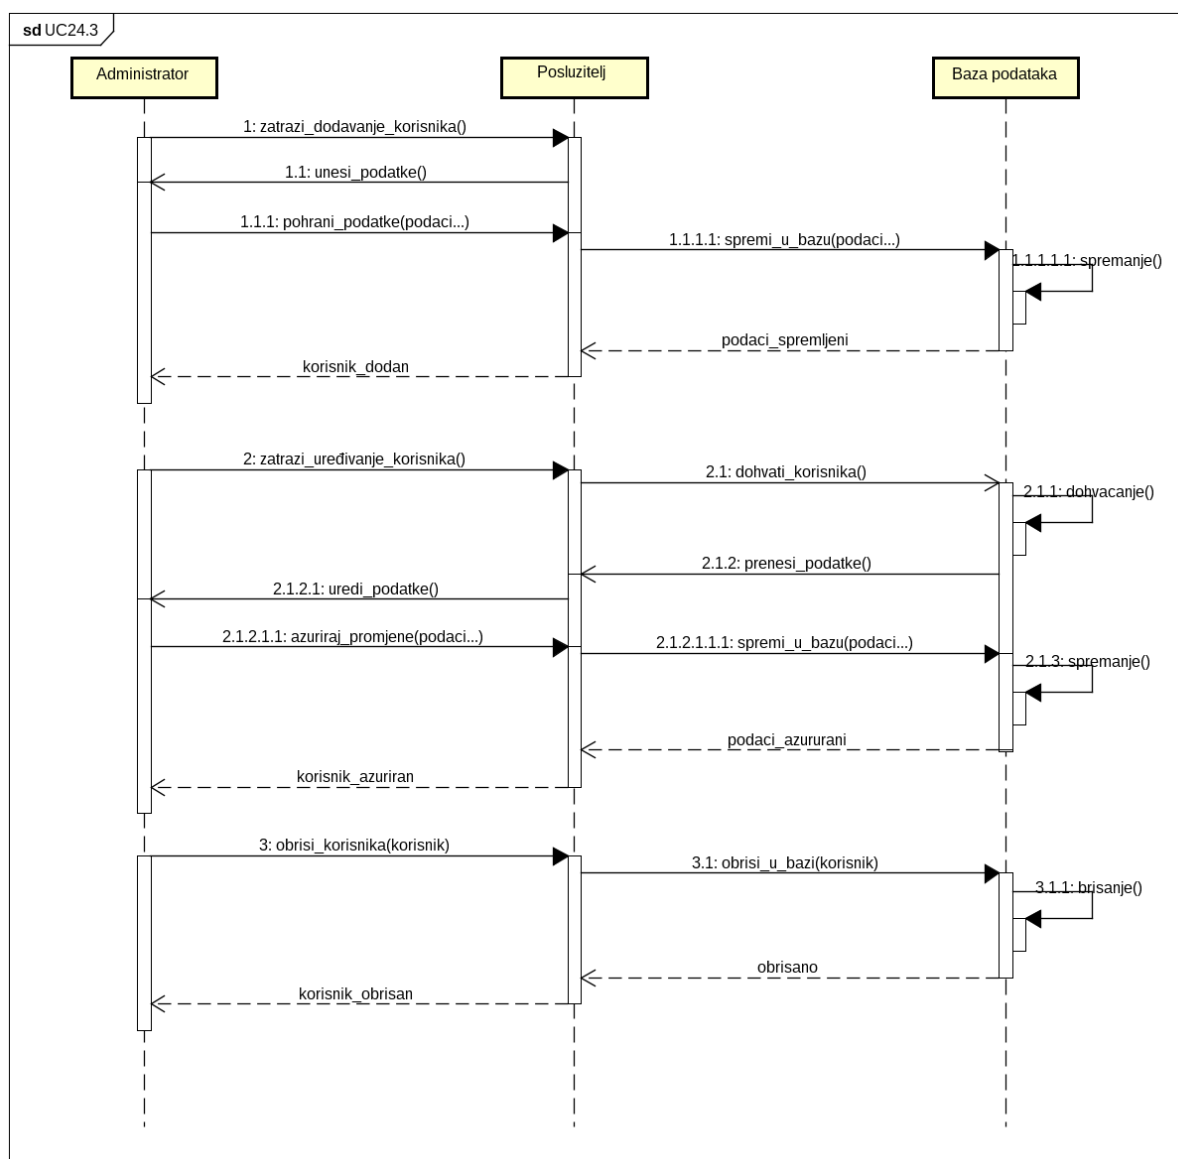 sd UC24.3
Administrator
Posluzitelj
Baza podataka
1: zatrazi_dodavanje_korisnika()
1.1: unesi_podatke()
1.1.1: pohrani_podatke(podaci...)
1.1.1.1: spremi_u_bazu(podaci...)
1.1.1.1.1: spremanje()
podaci_spremljeni
korisnik_dodan
2: zatrazi_uređivanje_korisnika()
2.1: dohvati_korisnika()
2.1.1: dohvacanje()
2.1.2: prenesi_podatke()
2.1.2.1: uredi_podatke()
2.1.2.1.1: azuriraj_promjene(podaci...)
2.1.2.1.1.1: spremi_u_bazu(podaci...)
2.1.3: spremanje()
podaci_azururani
korisnik_azuriran
3: obrisi_korisnika(korisnik)
3.1: obrisi_u_bazi(korisnik)
3.1.1: brisanje()
obrisano
korisnik_obrisan